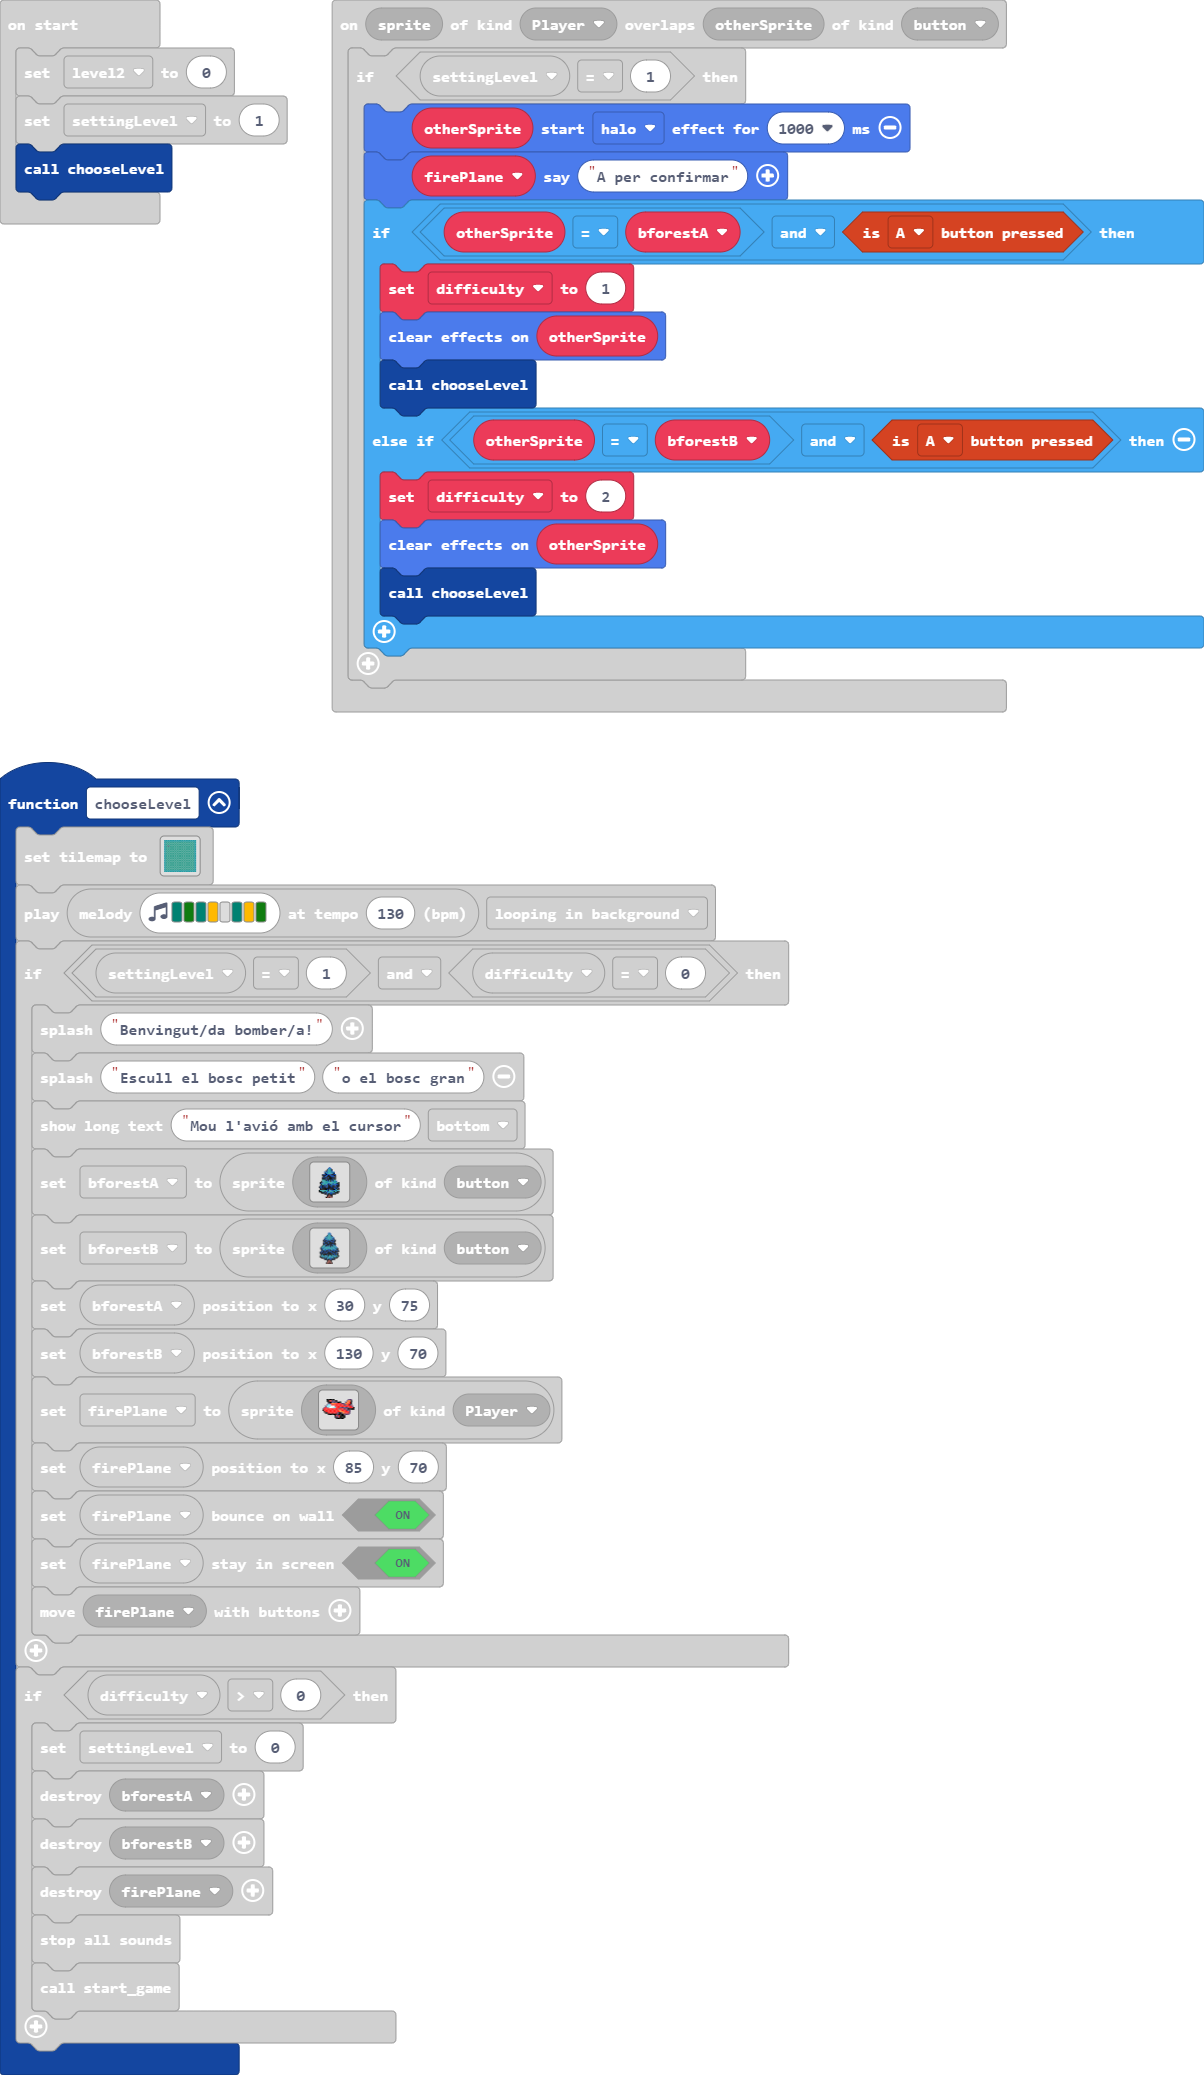 on start
set level2 to 0
set settingLevel to 1
call chooseLevel
on sprite of kind Player overlaps otherSprite of kind button
if settingLevel = 1 then
otherSprite start halo effect for 1000 ms
firePlane say "A per confirmar"
if otherSprite = bforestA and is A button pressed then
set difficulty to 1
clear effects on otherSprite
call chooseLevel
else if otherSprite = bforestB and is A button pressed then
set difficulty to 2
clear effects on otherSprite
call chooseLevel
function chooseLevel
set tilemap to
play melody at tempo 130 (bpm) looping in background
if settingLevel = 1 and difficulty = 0 then
splash "Benvingut/da bomber/a!"
splash "Escull el bosc petit" "o el bosc gran"
show long text "Mou l'avió amb el cursor" bottom
set bforestA to sprite of kind button
set bforestB to sprite of kind button
set bforestA position to x 30 y 75
set bforestB position to x 130 y 70
set firePlane to sprite of kind Player
set firePlane position to x 85 y 70
set firePlane bounce on wall ON
set firePlane stay in screen ON
move firePlane with buttons
if difficulty > 0 then
set settingLevel to 0
destroy bforestA
destroy bforestB
destroy firePlane
stop all sounds
call start_game